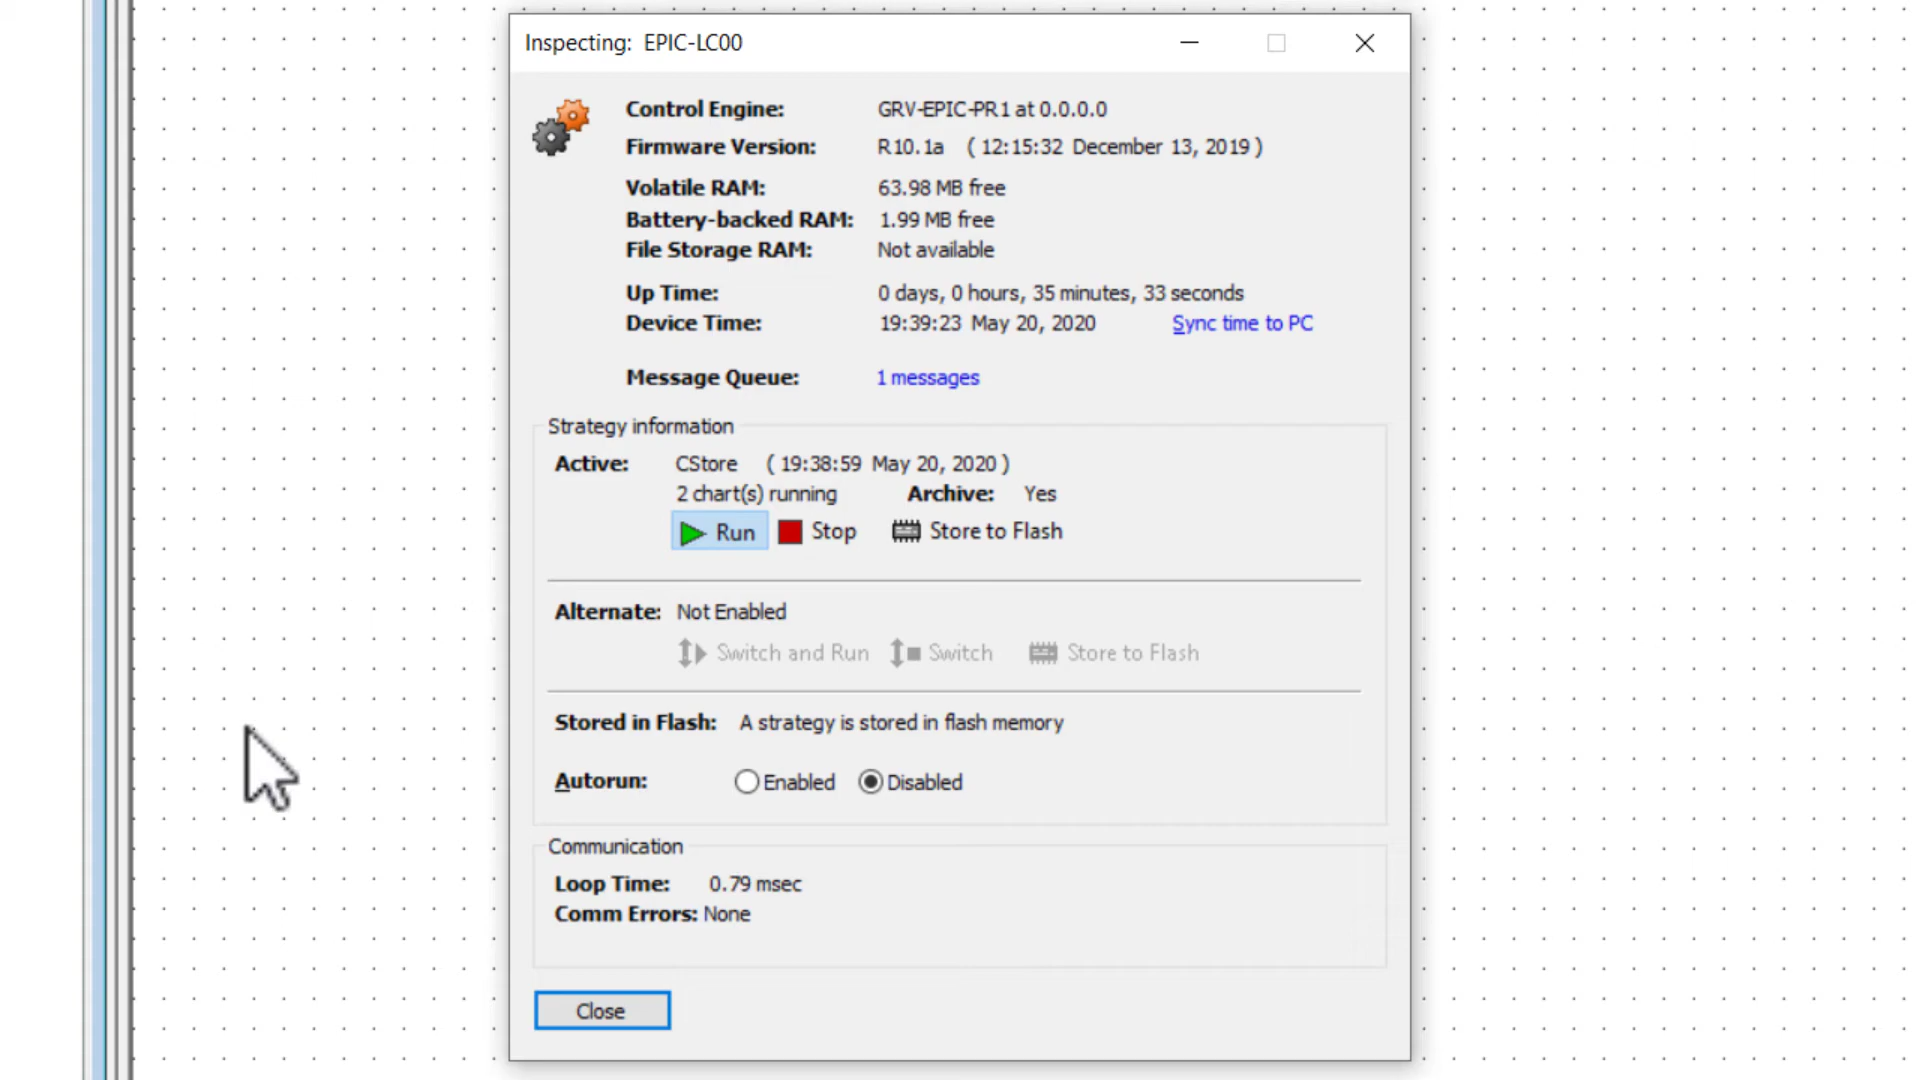 Inspecting: EPIC-LC00
Control Engine: GRV-EPIC-PR1 at 0.0.0.0
Firmware Version: R10.1a ( 12:15:32 December 13, 2019 )
Volatile RAM: 63.98 MB free
Battery-backed RAM: 1.99 MB free
File Storage RAM: Not available
Up Time: 0 days, 0 hours, 35 minutes, 33 seconds
Device Time: 19:39:23 May 20, 2020 Sync time to PC
Message Queue: 1 messages
Strategy information
Active: CStore ( 19:38:59 May 20, 2020 )
2 chart(s) running Archive: Yes
Run Stop Store to Flash
Alternate: Not Enabled
Switch and Run Switch Store to Flash
Stored in Flash: A strategy is stored in flash memory
Autorun: Enabled Disabled
Communication
Loop Time: 0.79 msec
Comm Errors: None
Close